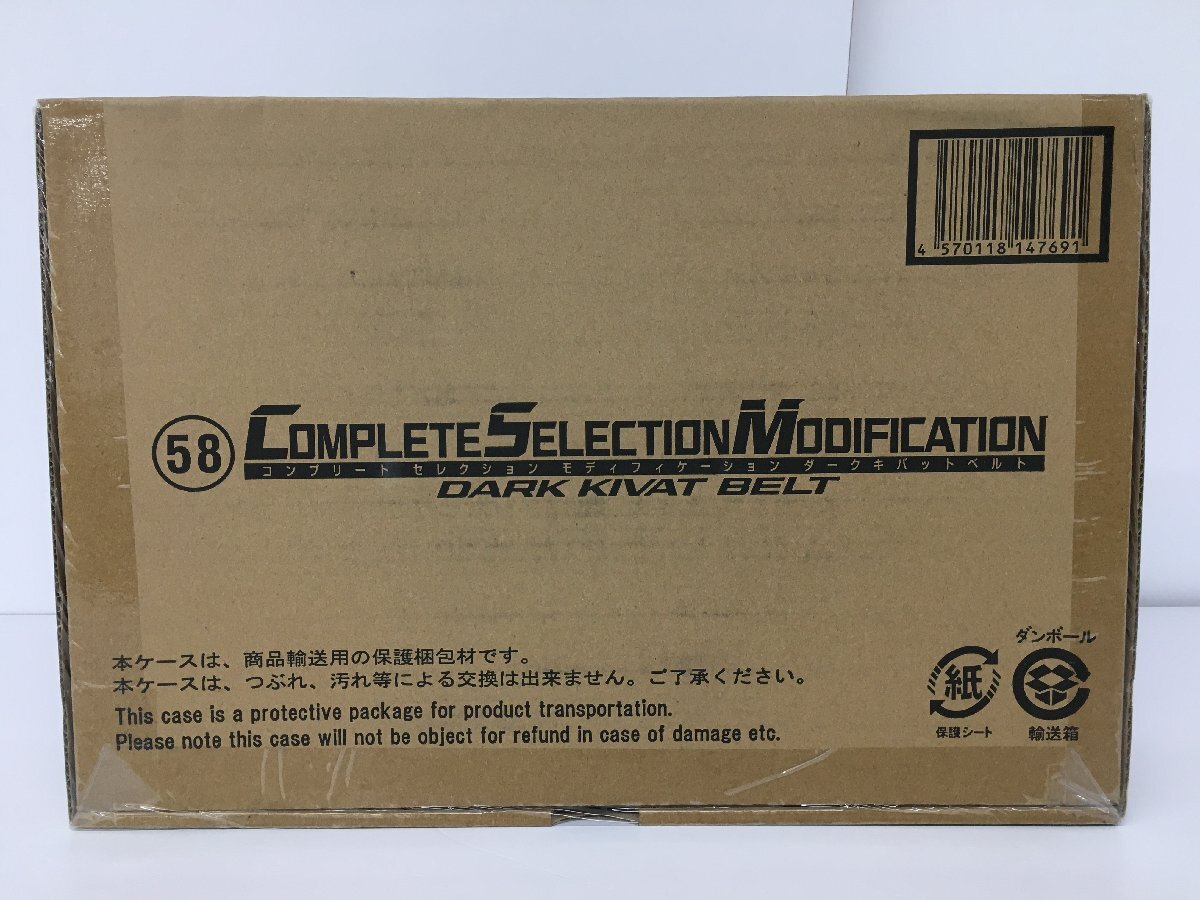 4 570118 147691
58 COMPLETE SELECTION MODIFICATION
コンプリート セレクション モディフィケーション ダークキバットベルト
DARK KIVAT BELT
本ケースは、商品輸送用の保護梱包材です。
本ケースは、つぶれ、汚れ等による交換は出来ません。ご了承ください。
This case is a protective package for product transportation.
Please note this case will not be object for refund in case of damage etc.
紙
保護シート
ダンボール
輸送箱